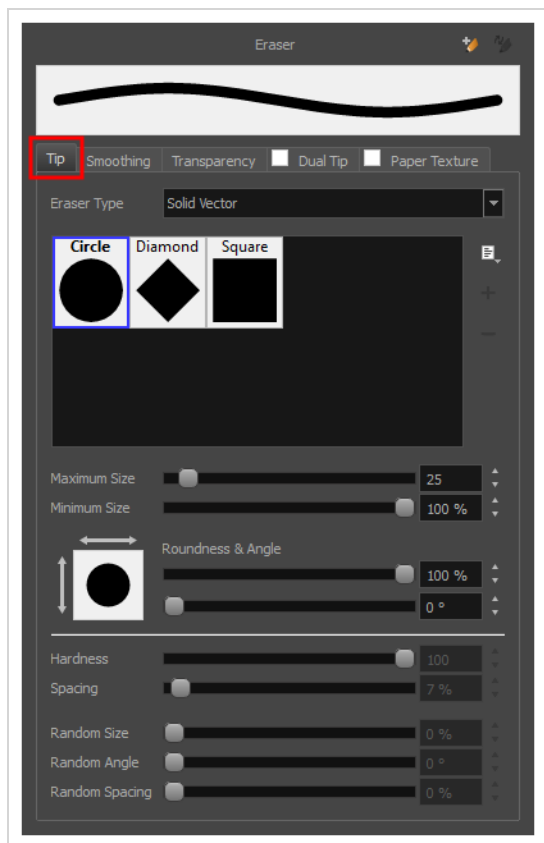 Eraser
Tip Smoothing Transparency Dual Tip Paper Texture
Eraser Type Solid Vector
Circle Diamond Square
Maximum Size 25
Minimum Size 100 %
Roundness & Angle
100 %
0 °
Hardness 100
Spacing 7 %
Random Size 0 %
Random Angle 0 °
Random Spacing 0 %